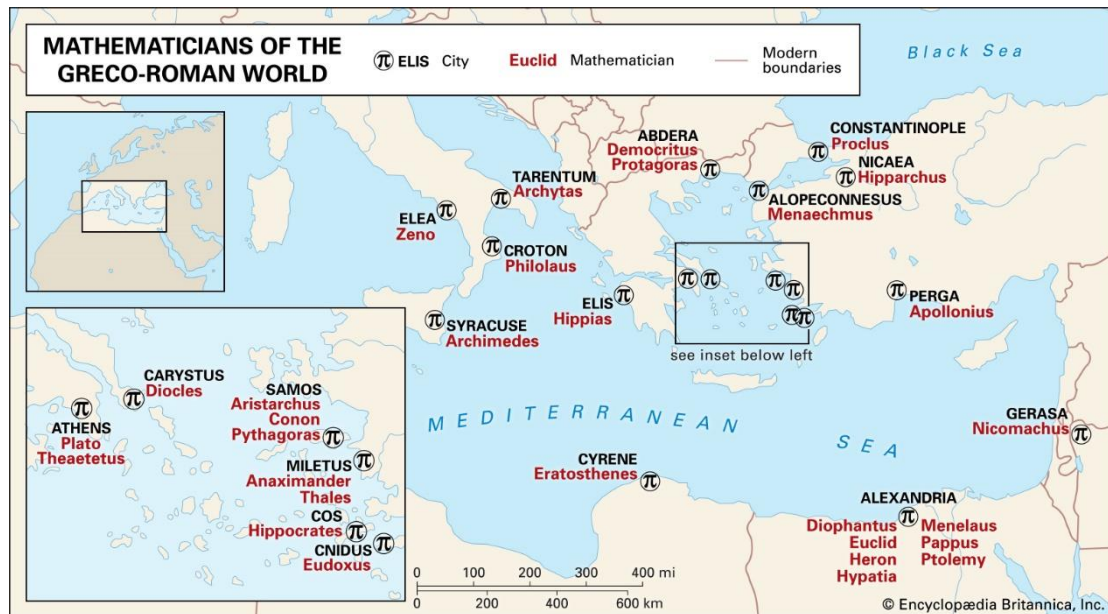 MATHEMATICIANS OF THE
GRECO-ROMAN WORLD
π ELIS City
Euclid Mathematician
Modern
boundaries
Black Sea
CONSTANTINOPLE
Proclus
π
NICAEA
Hipparchus
π
ABDERA
Democritus
Protagoras
π
ALOPECONNESUS
Menaechmus
π
TARENTUM
Archytas
π
ELEA
Zeno
π
CROTON
Philolaus
π
ELIS
Hippias
π
PERGA
Apollonius
π
SYRACUSE
Archimedes
π
π π π π π π
see inset below left
MEDITERRANEAN SEA
GERASA
Nicomachus
π
CYRENE
Eratosthenes
π
ALEXANDRIA
π
Diophantus Menelaus
Euclid Pappus
Heron Ptolemy
Hypatia
CARYSTUS
Diocles
π
ATHENS
Plato
Theaetetus
π
SAMOS
Aristarchus
Conon
Pythagoras
π
MILETUS
Anaximander
Thales
π
COS
Hippocrates
π
CNIDUS
Eudoxus
π
0 100 200 300 400 mi
0 200 400 600 km
© Encyclopædia Britannica, Inc